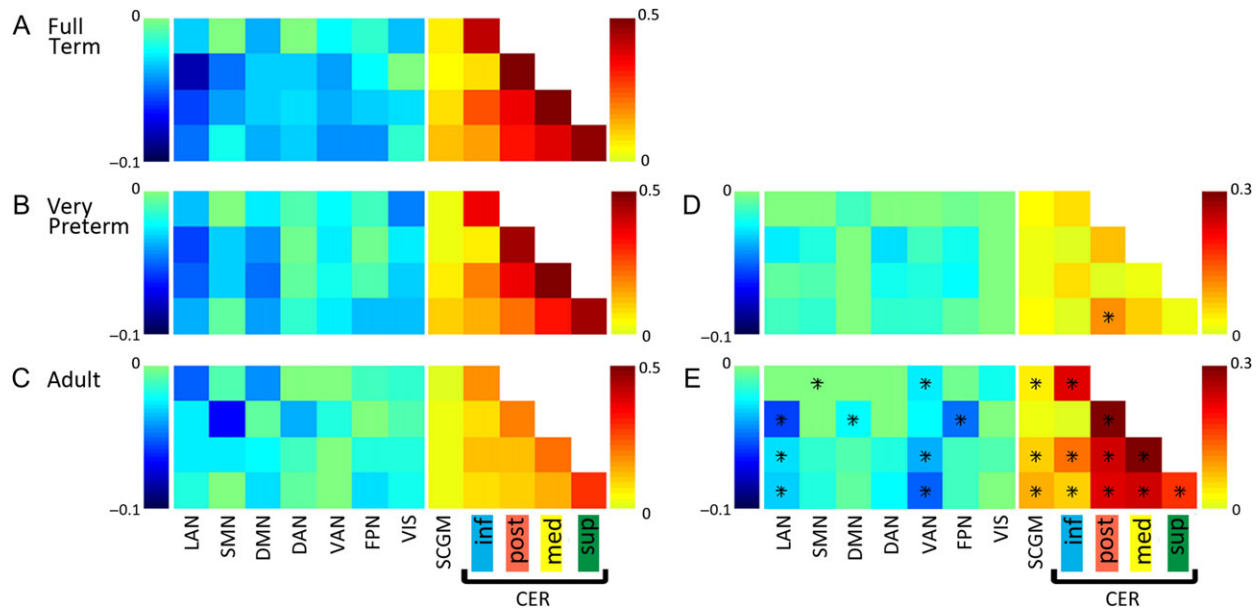 A Full Term
0
−0.1
0.5
0
B Very Preterm
0
−0.1
0.5
0
D
0
−0.1
0.3
0
*
C Adult
0
−0.1
0.5
0
E
0
−0.1
0.3
0
* * * *
* * * *
* * * * *
* * * * * * *
LAN SMN DMN DAN VAN FPN VIS SCGM inf post med sup
CER
LAN SMN DMN DAN VAN FPN VIS SCGM inf post med sup
CER